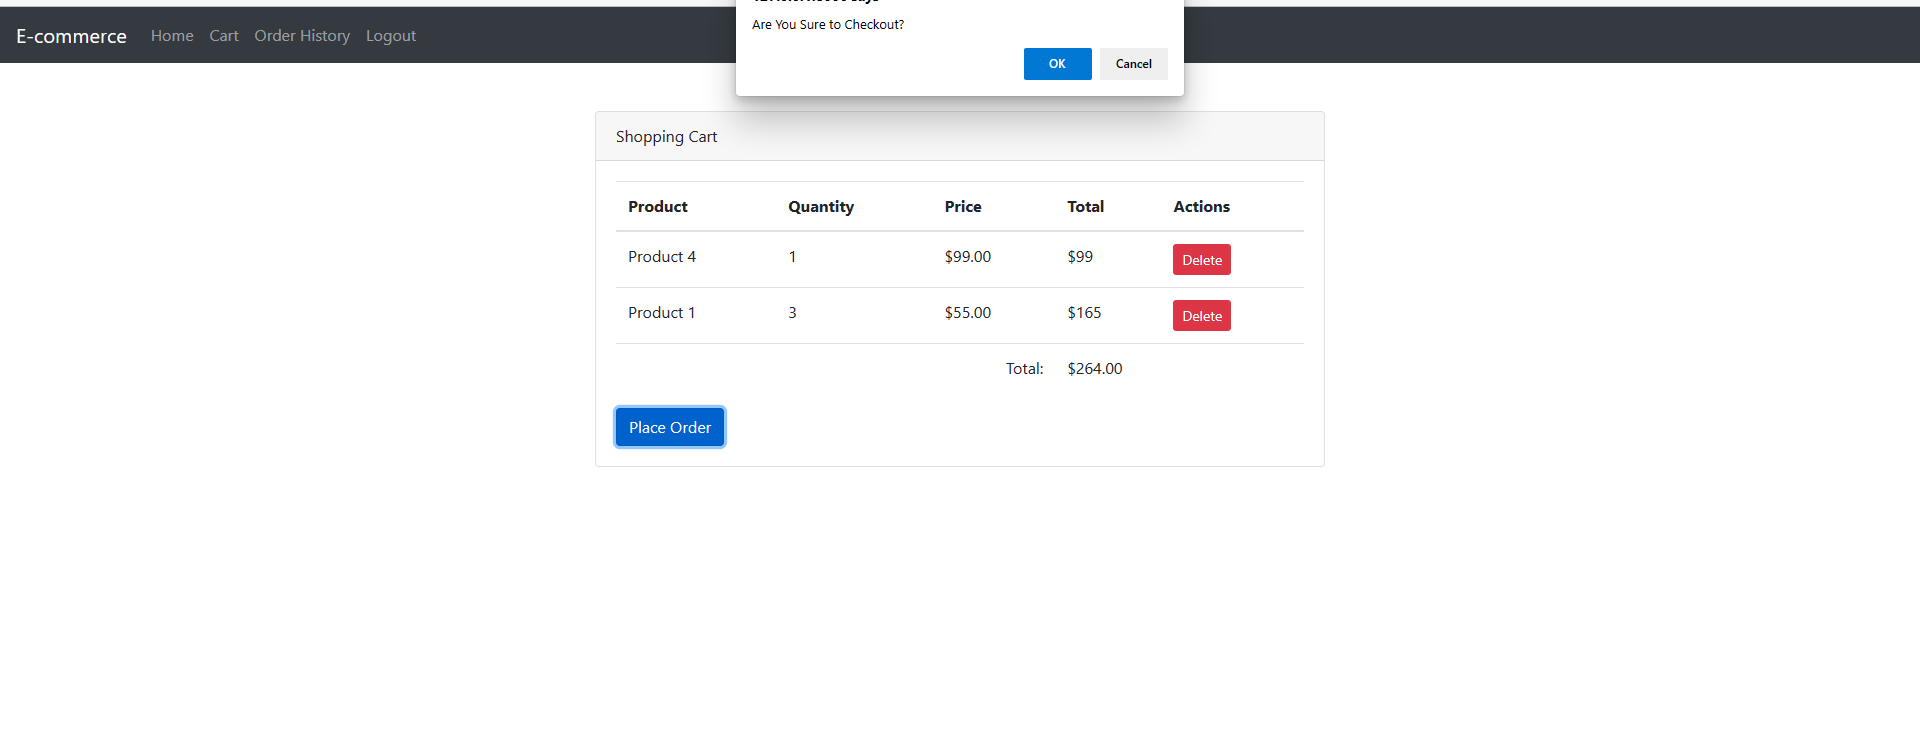 Are You Sure to Checkout?
OK Cancel
E-commerce Home Cart Order History Logout
Shopping Cart
Product Quantity Price Total Actions
Product 4 1 $99.00 $99 Delete
Product 1 3 $55.00 $165 Delete
Total: $264.00
Place Order